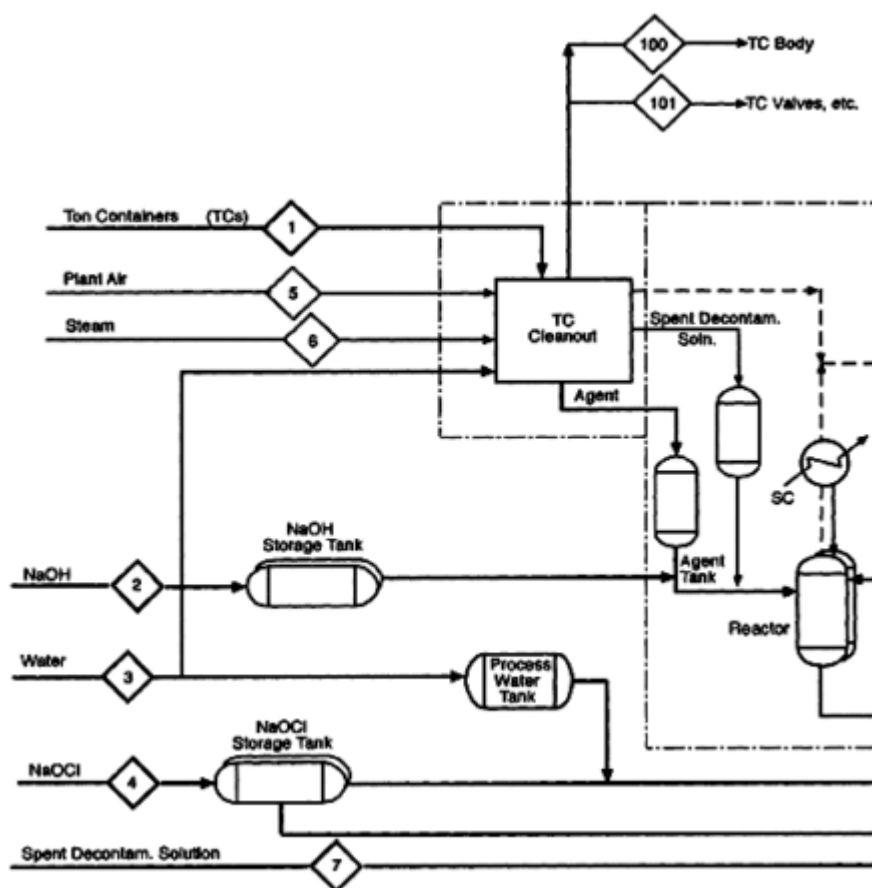 100
TC Body
101
TC Valves, etc.
Ton Containers (TCs)
1
Plant Air
5
Steam
6
TC
Cleanout
Spent Decontam.
Soln.
Agent
SC
NaOH
Storage Tank
NaOH
2
Agent
Tank
Reactor
Water
3
Process
Water
Tank
NaOCl
Storage Tank
NaOCl
4
Spent Decontam. Solution
7